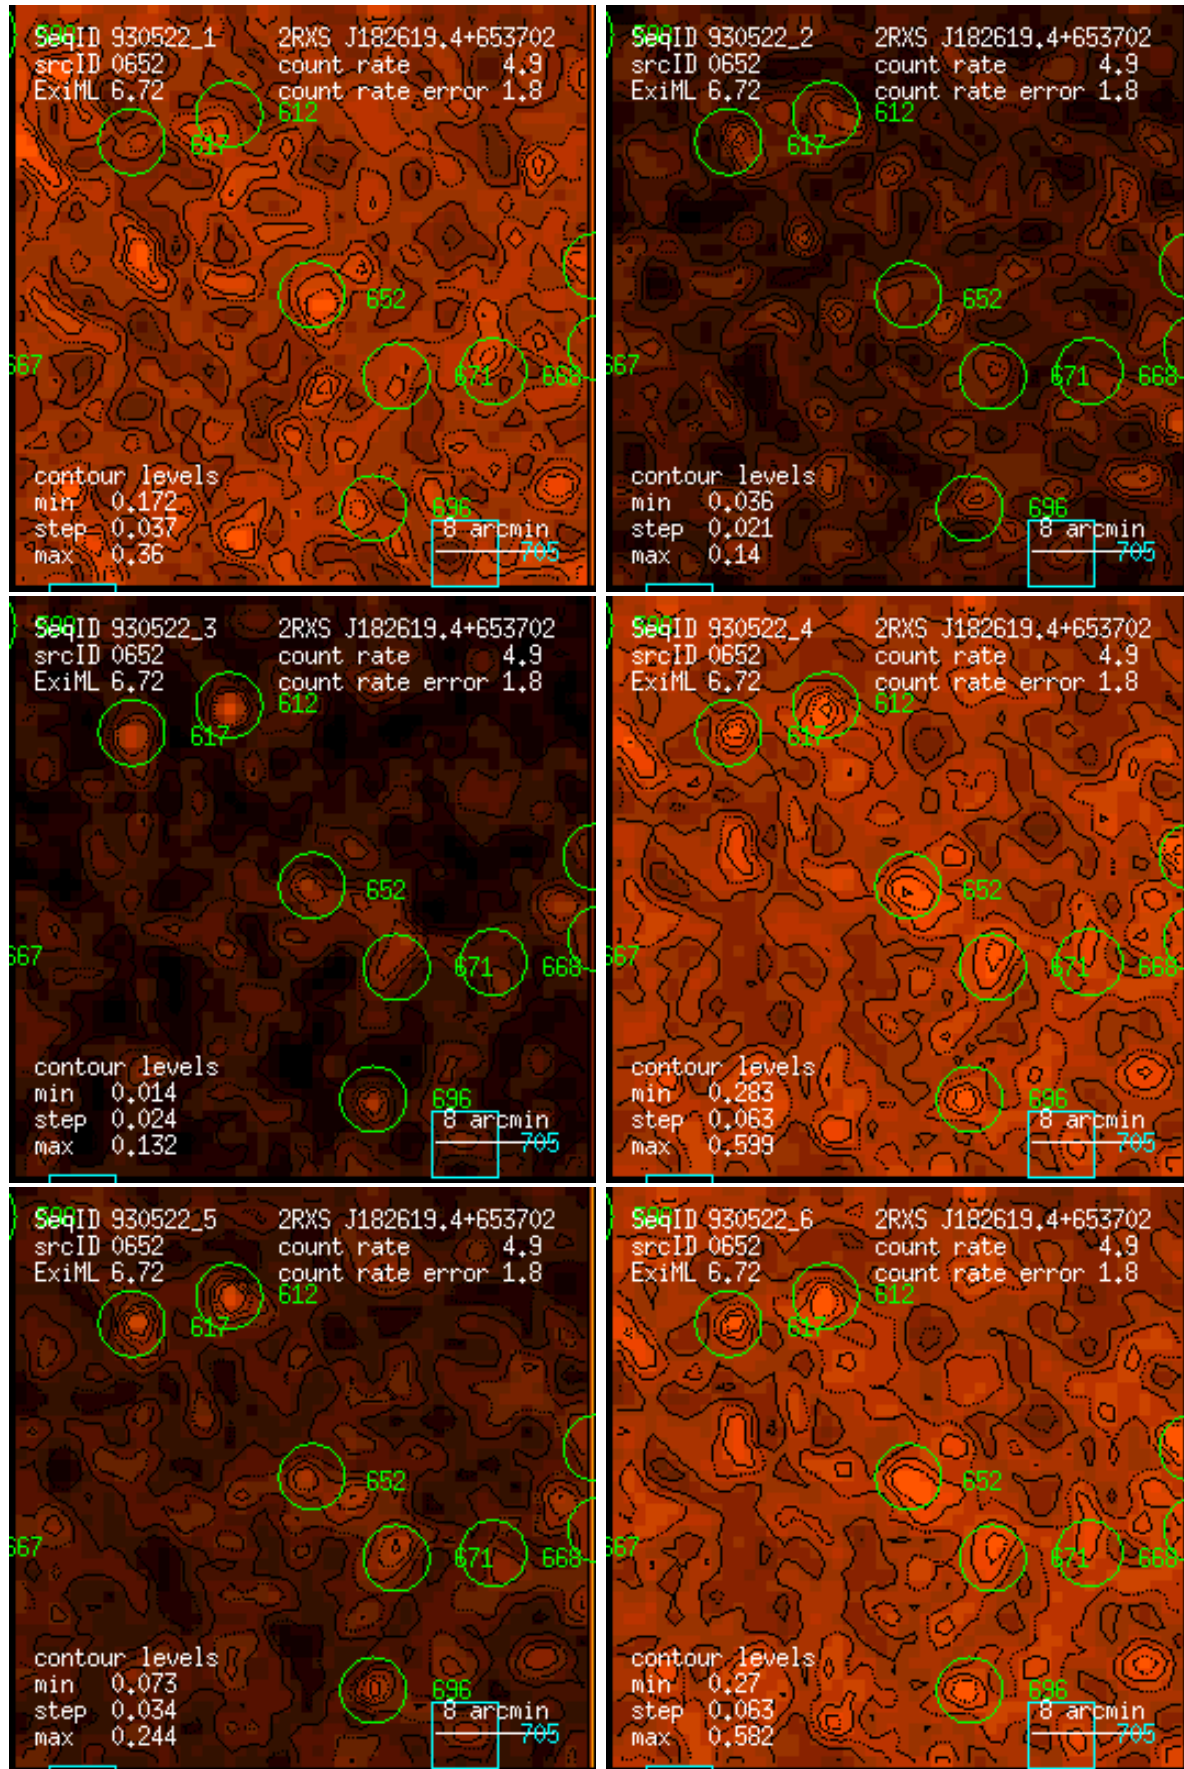 SeqID 930522_1 2RXS J182619.4+653702
srcID 0652 count rate 4.9
ExiML 6.72 count rate error 1.8
612
617
652
667 671 668
contour levels
min 0.172 696
step 0.037 8 arcmin
max 0.36 705
SeqID 930522_2 2RXS J182619.4+653702
srcID 0652 count rate 4.9
ExiML 6.72 count rate error 1.8
612
617
652
667 671 668
contour levels
min 0.036 696
step 0.021 8 arcmin
max 0.14 705
SeqID 930522_3 2RXS J182619.4+653702
srcID 0652 count rate 4.9
ExiML 6.72 count rate error 1.8
612
617
652
667 671 668
contour levels
min 0.014 696
step 0.024 8 arcmin
max 0.132 705
SeqID 930522_4 2RXS J182619.4+653702
srcID 0652 count rate 4.9
ExiML 6.72 count rate error 1.8
612
617
652
667 671 668
contour levels
min 0.283 696
step 0.063 8 arcmin
max 0.599 705
SeqID 930522_5 2RXS J182619.4+653702
srcID 0652 count rate 4.9
ExiML 6.72 count rate error 1.8
612
617
652
667 671 668
contour levels
min 0.073 696
step 0.034 8 arcmin
max 0.244 705
SeqID 930522_6 2RXS J182619.4+653702
srcID 0652 count rate 4.9
ExiML 6.72 count rate error 1.8
612
617
652
667 671 668
contour levels
min 0.27 696
step 0.063 8 arcmin
max 0.582 705